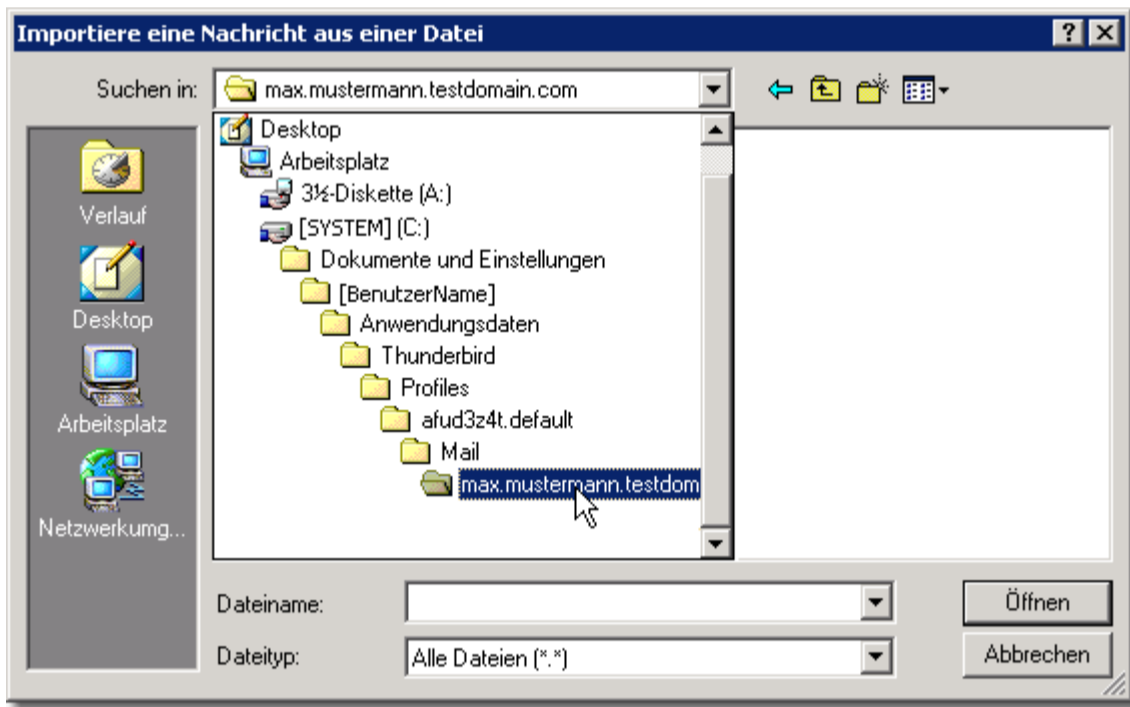 Importiere eine Nachricht aus einer Datei
Suchen in: max.mustermann.testdomain.com
Desktop
Arbeitsplatz
3½-Diskette (A:)
[SYSTEM] (C:)
Dokumente und Einstellungen
[BenutzerName]
Anwendungsdaten
Thunderbird
Profiles
afud3z4t.default
Mail
max.mustermann.testdom
Verlauf
Desktop
Arbeitsplatz
Netzwerkumg...
Dateiname:
Öffnen
Dateityp: Alle Dateien (*.*)
Abbrechen